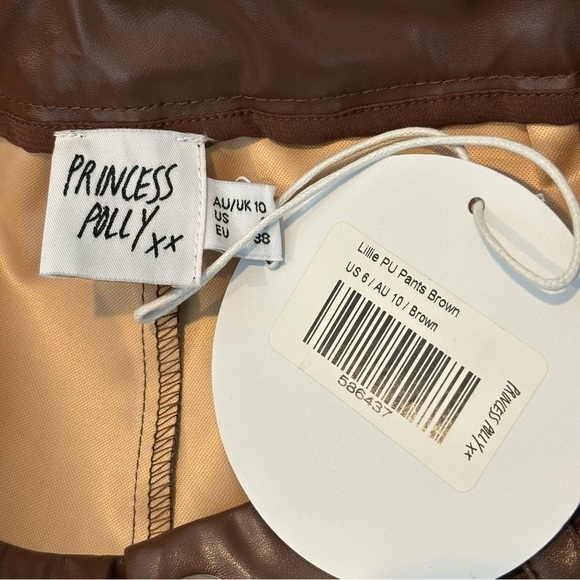 PRINCESS
POLLY xx
AU/UK 10
US
EU 38
Lillie PU Pants Brown
US 6 / AU 10 / Brown
586437
PRINCESS POLLY xx